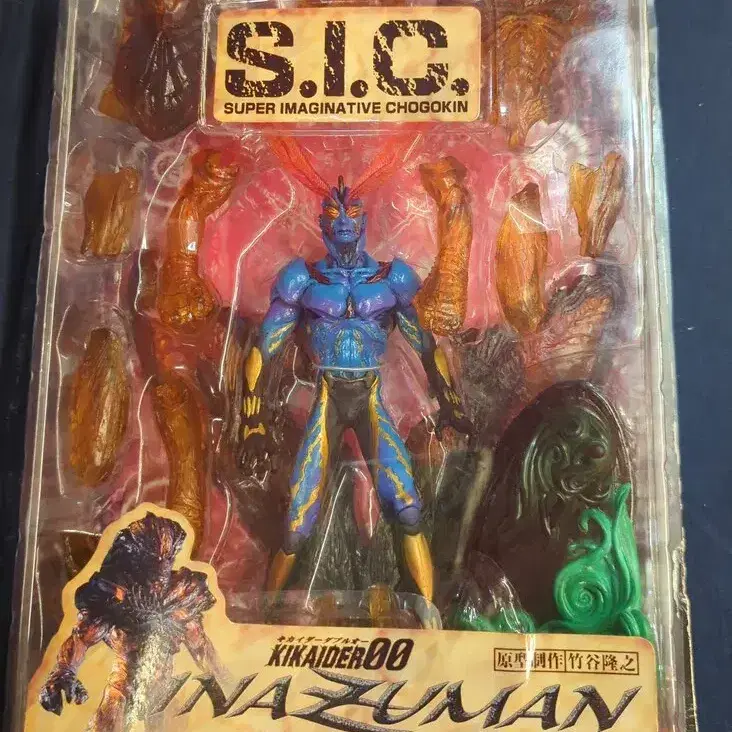 S.I.C.
SUPER IMAGINATIVE CHOGOKIN
キカイダーダブルオー
KIKAIDER00
原型制作 竹谷隆之
INAZUMAN